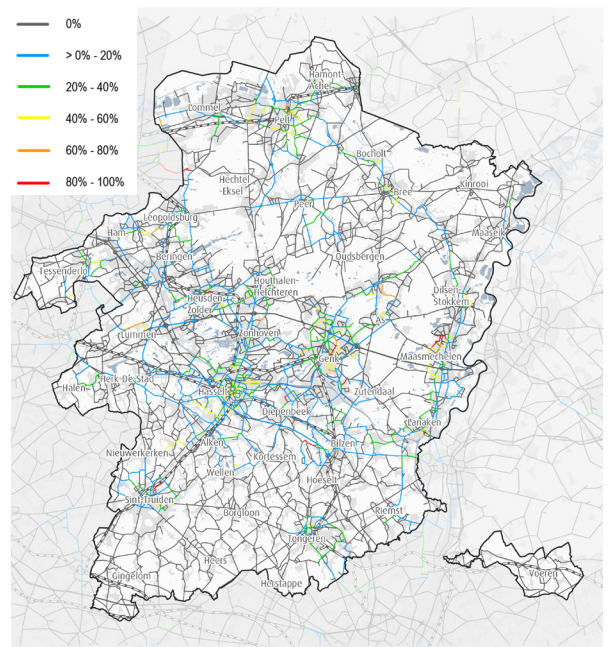 0%
> 0% - 20%
20% - 40%
40% - 60%
60% - 80%
80% - 100%
Hamont-
Achel
Lommel
Pelt
Bocholt
Hechtel
-Eksel
Bree
Kinrooi
Peer
Leopoldsburg
Ham
Maaseik
Beringen
Oudsbergen
Tessenderlo
Houthalen-
Helchteren
Dilsen-
Stokkem
Heusden-
Zolder
As
Lummen
Zonhoven
Genk
Maasmechelen
Herk-De-Stad
Halen
Hasselt
Zutendaal
Diepenbeek
Lanaken
Alken
Bilzen
Nieuwerkerken
Kortessem
Wellen
Hoeselt
Sint-Truiden
Borgloon
Riemst
Tongeren
Heers
Voeren
Gingelom
Herstappe